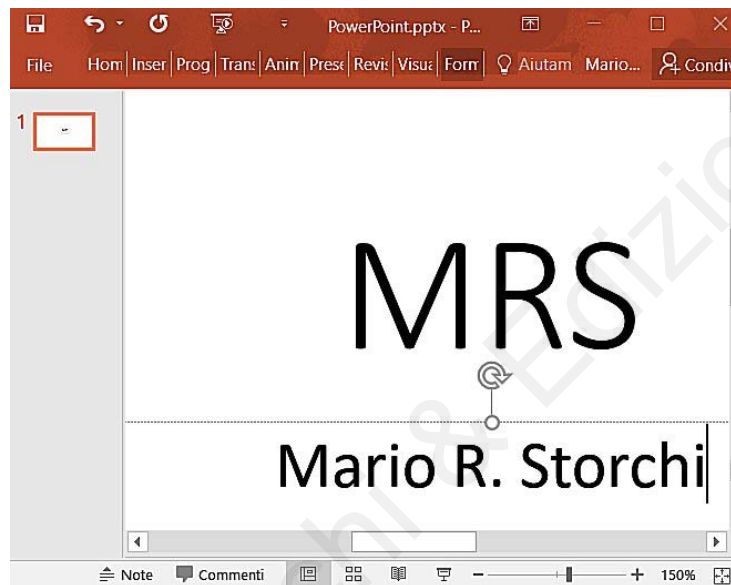 PowerPoint.pptx - P...
File Hom Inser Prog Trans Anim Prese Revis Visua Form Aiutam Mario... Condiv
1
MRS
Mario R. Storchi
Note Commenti - + 150%